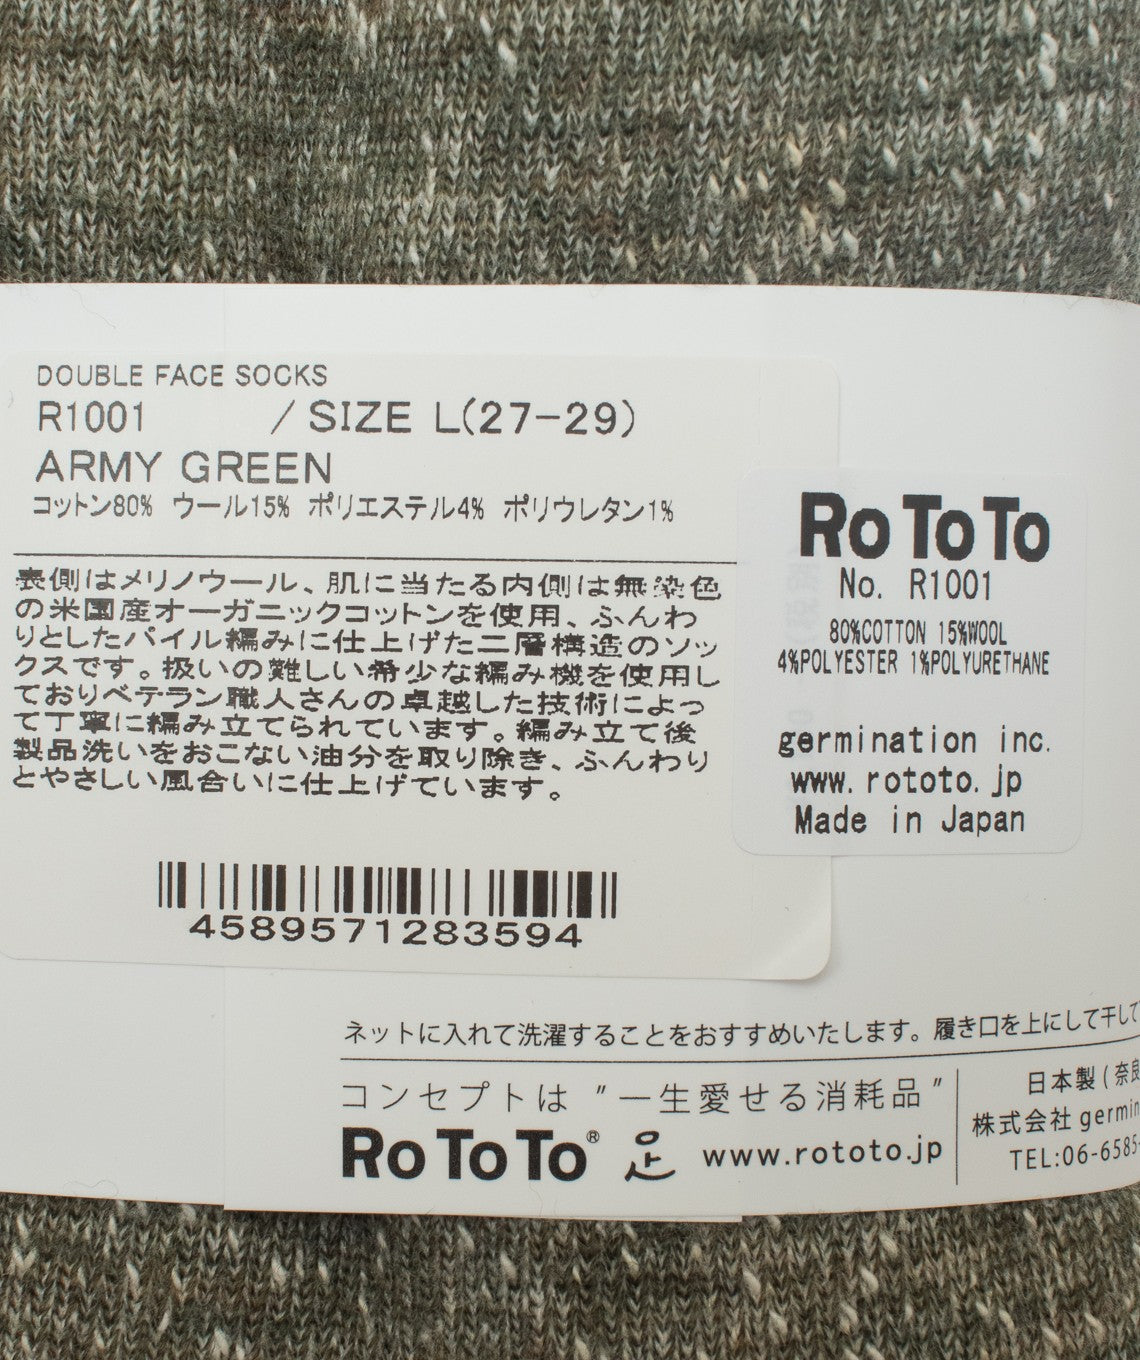 DOUBLE FACE SOCKS
R1001 / SIZE L(27-29)
ARMY GREEN
コットン80% ウール15% ポリエステル4% ポリウレタン1%
表側はメリノウール、肌に当たる内側は無染色
の米国産オーガニックコットンを使用、ふんわ
りとしたパイル編みに仕上げた二層構造のソッ
クスです。扱いの難しい希少な編み機を使用し
ておりベテラン職人さんの卓越した技術によっ
て丁寧に編み立てられています。編み立て後
製品洗いをおこない油分を取り除き、ふんわり
とやさしい風合いに仕上げています。
4589571283594
RoToTo
No. R1001
80%COTTON 15%WOOL
4%POLYESTER 1%POLYURETHANE
germination inc.
www.rototo.jp
Made in Japan
ネットに入れて洗濯することをおすすめいたします。履き口を上にして干して
コンセプトは "一生愛せる消耗品"
RoToTo® 足 www.rototo.jp
日本製(奈良
株式会社 germin
TEL:06-6585-